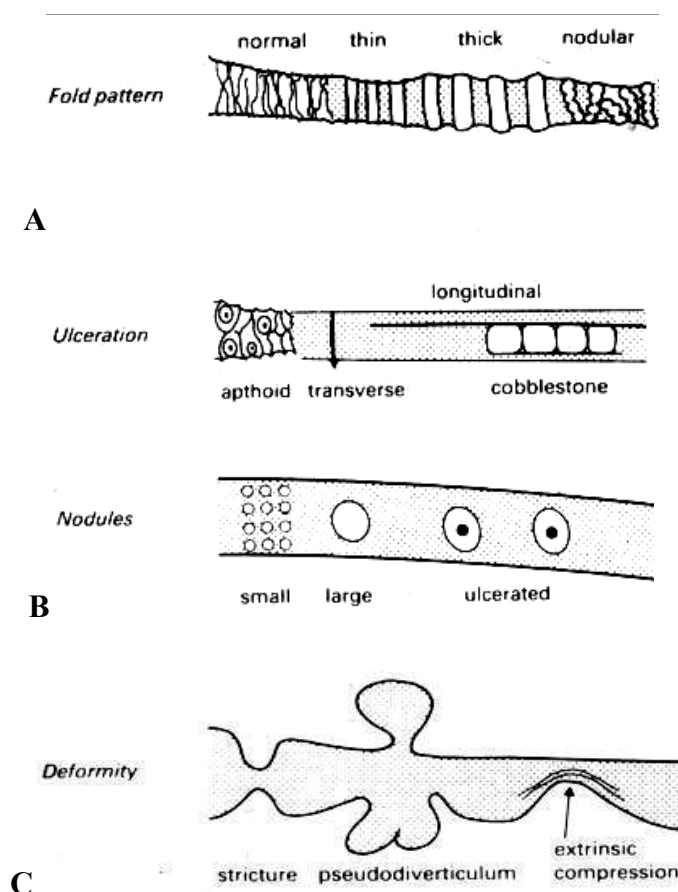 normal thin thick nodular
Fold pattern
A
longitudinal
Ulceration
apthoid transverse cobblestone
Nodules
small large ulcerated
B
Deformity
extrinsic
stricture pseudodiverticulum compression
C